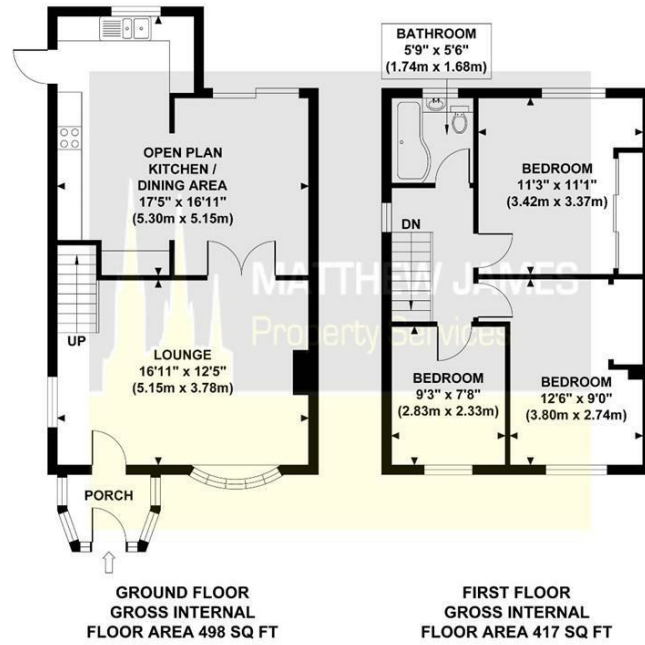 BATHROOM
5'9" x 5'6"
(1.74m x 1.68m)
OPEN PLAN
KITCHEN /
DINING AREA
17'5" x 16'11"
(5.30m x 5.15m)
BEDROOM
11'3" x 11'1"
(3.42m x 3.37m)
DN
MATTHEW JAMES
Property Services
UP
LOUNGE
16'11" x 12'5"
(5.15m x 3.78m)
BEDROOM
9'3" x 7'8"
(2.83m x 2.33m)
BEDROOM
12'6" x 9'0"
(3.80m x 2.74m)
PORCH
GROUND FLOOR
GROSS INTERNAL
FLOOR AREA 498 SQ FT
FIRST FLOOR
GROSS INTERNAL
FLOOR AREA 417 SQ FT